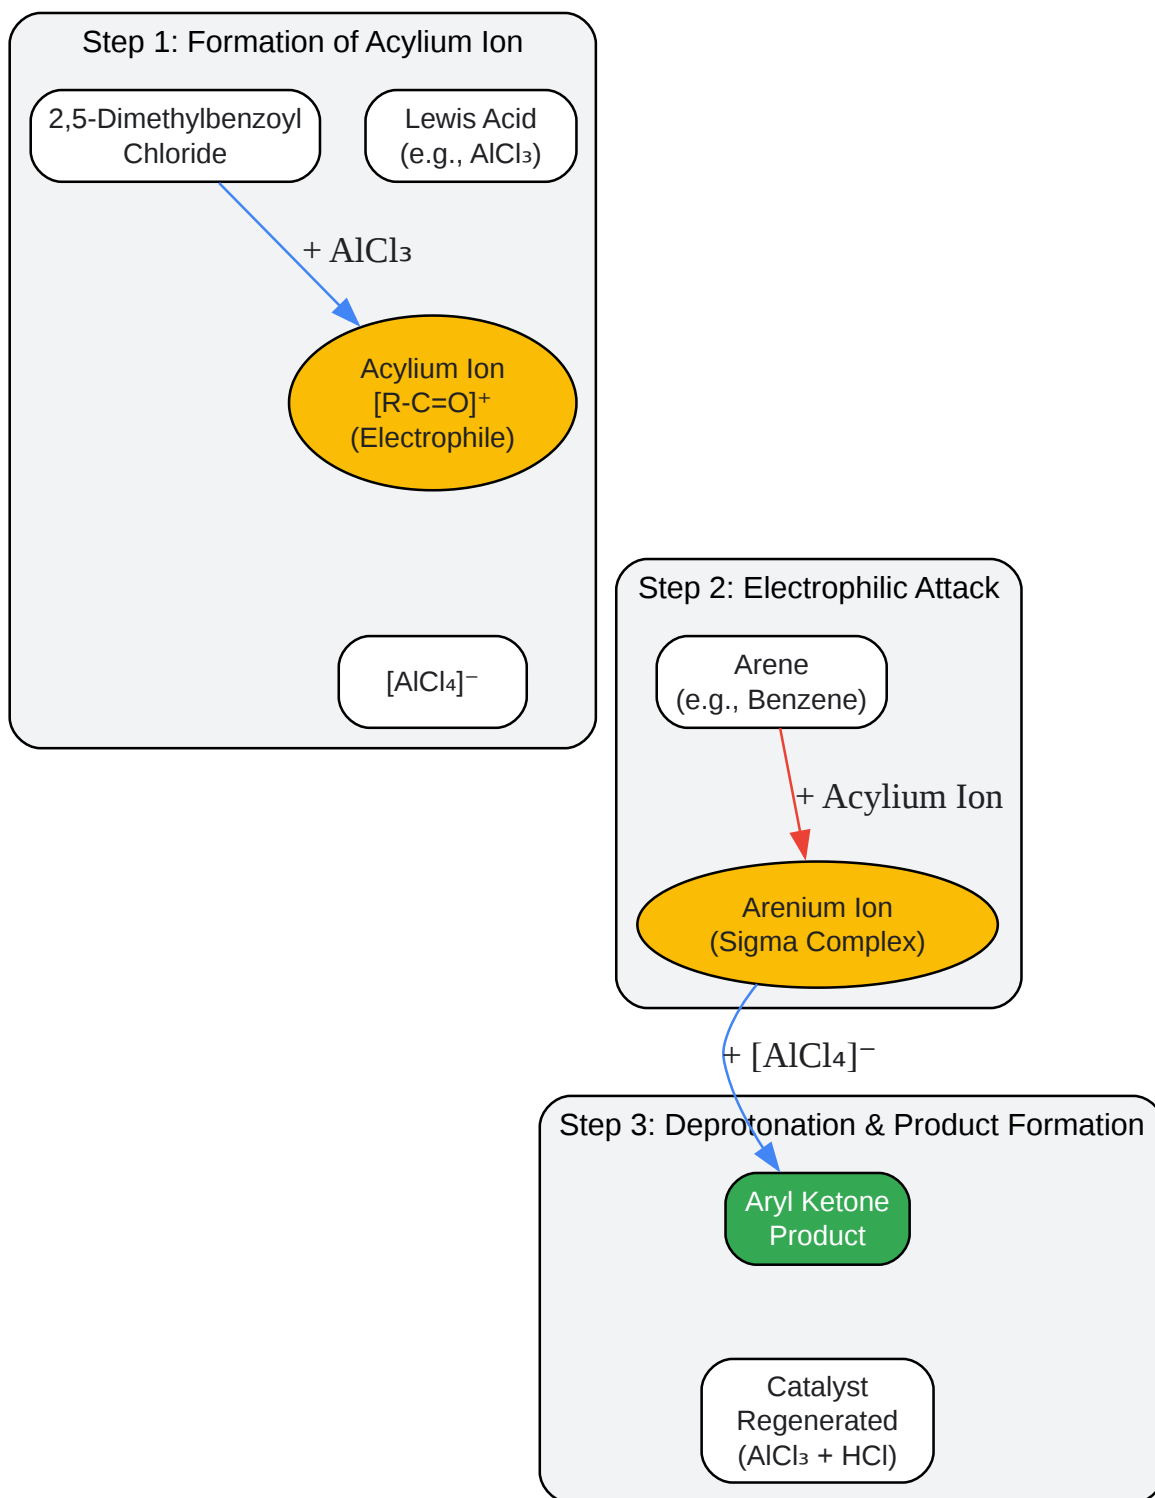 Step 1: Formation of Acylium Ion
2,5-Dimethylbenzoyl
Chloride
Lewis Acid
(e.g., AlCl₃)
+ AlCl₃
Acylium Ion
[R-C=O]⁺
(Electrophile)
[AlCl₄]⁻
Step 2: Electrophilic Attack
Arene
(e.g., Benzene)
+ Acylium Ion
Arenium Ion
(Sigma Complex)
+ [AlCl₄]⁻
Step 3: Deprotonation & Product Formation
Aryl Ketone
Product
Catalyst
Regenerated
(AlCl₃ + HCl)